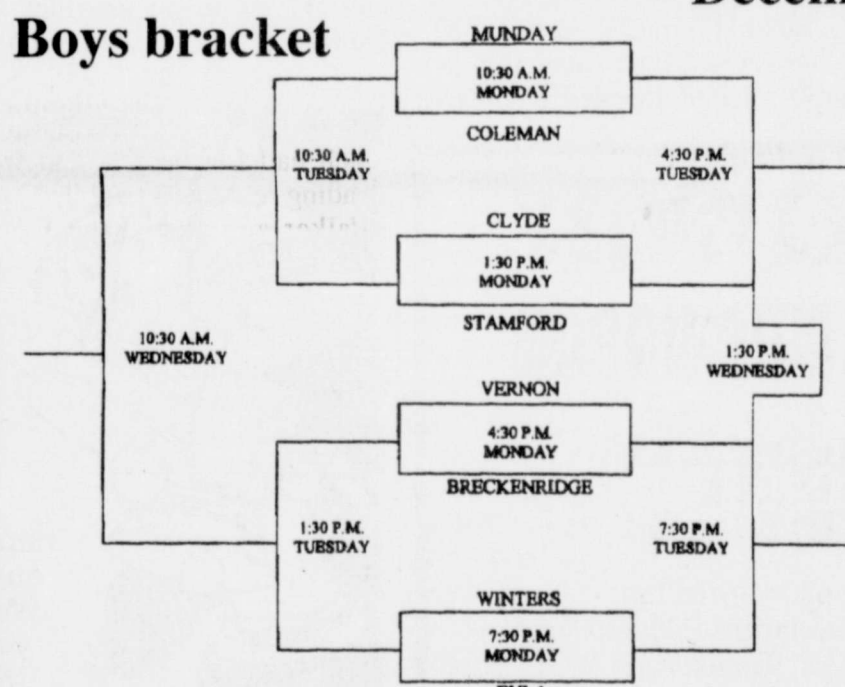 Boys bracket
MUNDAY
10:30 A.M.
MONDAY
COLEMAN
10:30 A.M.
TUESDAY
4:30 P.M.
TUESDAY
CLYDE
1:30 P.M.
MONDAY
STAMFORD
10:30 A.M.
WEDNESDAY
1:30 P.M.
WEDNESDAY
VERNON
4:30 P.M.
MONDAY
BRECKENRIDGE
1:30 P.M.
TUESDAY
7:30 P.M.
TUESDAY
WINTERS
7:30 P.M.
MONDAY